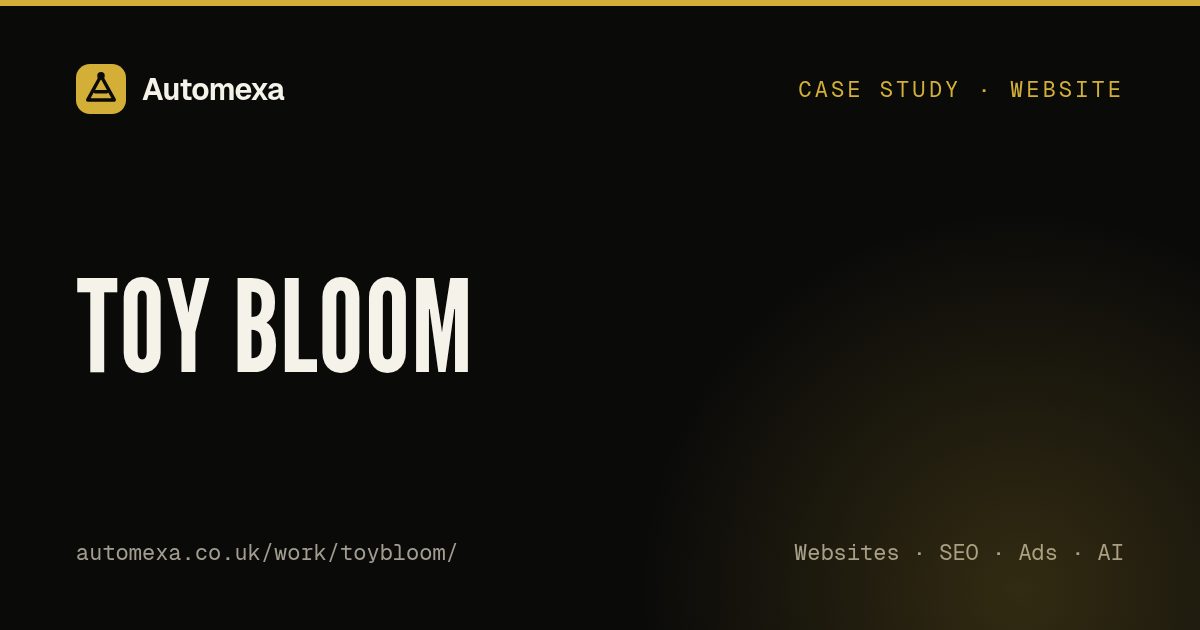 Automexa
CASE STUDY · WEBSITE
TOY BLOOM
automexa.co.uk/work/toybloom/
Websites · SEO · Ads · AI